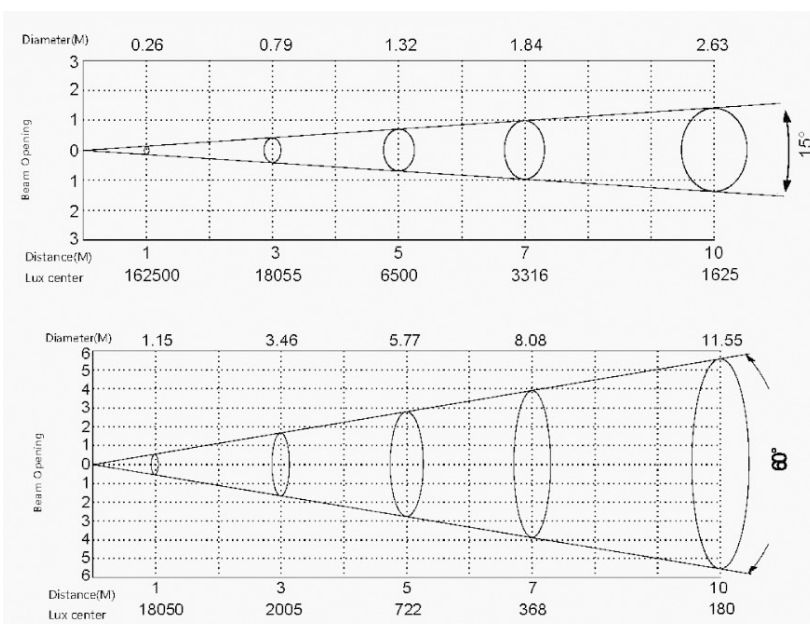 Diameter(M) 0.26 0.79 1.32 1.84 2.63
3
2
1
0
1
2
3
Beam Opening
15°
Distance(M) 1 3 5 7 10
Lux center 162500 18055 6500 3316 1625
Diameter(M) 1.15 3.46 5.77 8.08 11.55
6
5
4
3
2
1
0
1
2
3
4
5
6
Beam Opening
60°
Distance(M) 1 3 5 7 10
Lux center 18050 2005 722 368 180